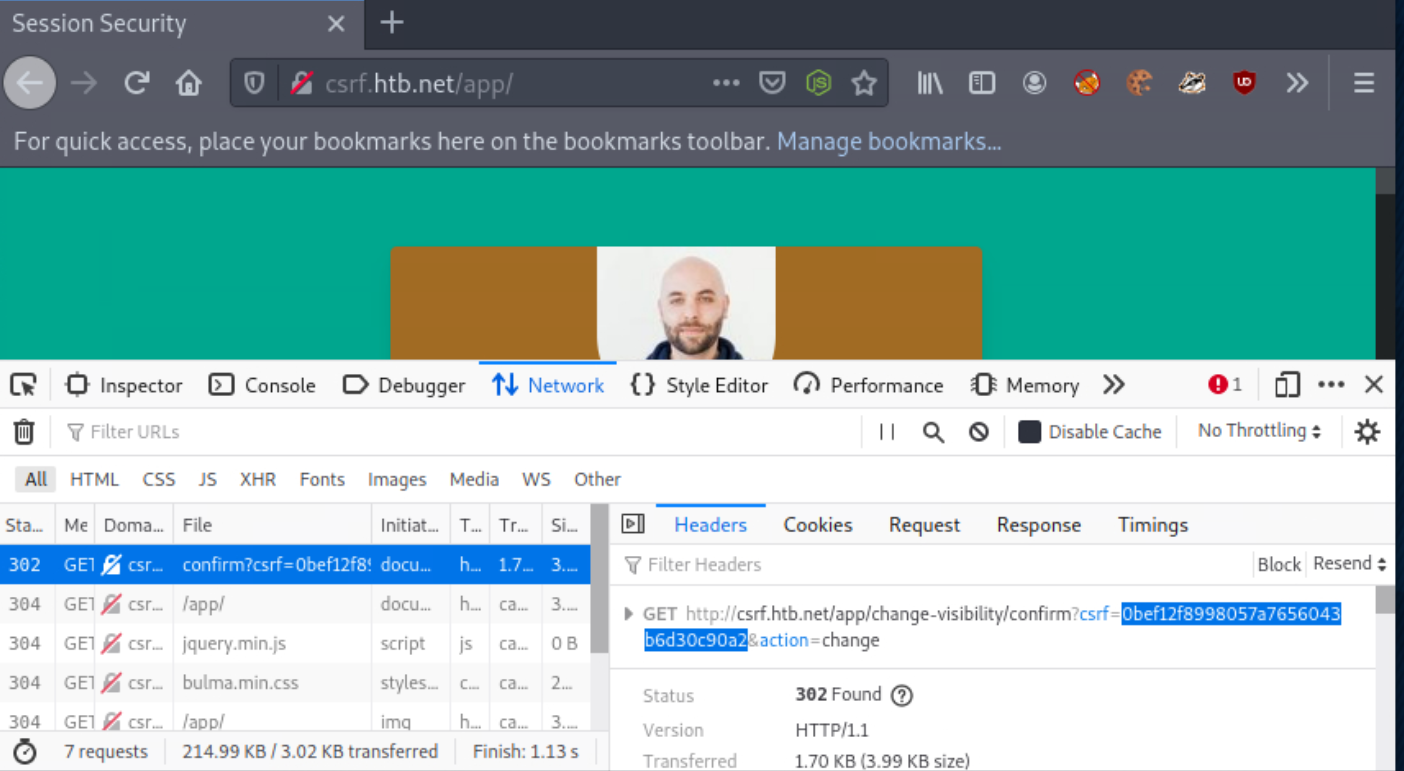 Session Security
csrf.htb.net/app/
For quick access, place your bookmarks here on the bookmarks toolbar. Manage bookmarks...
Inspector Console Debugger Network Style Editor Performance Memory 1
Filter URLs Disable Cache No Throttling
All HTML CSS JS XHR Fonts Images Media WS Other
Sta... Me Doma... File Initiat... T... Tr... Si... Headers Cookies Request Response Timings
302 GET csr... confirm?csrf=0bef12f89 docu... h... 1.7... 3....
Filter Headers Block Resend
304 GET csr... /app/ docu... h... ca... 3....
GET http://csrf.htb.net/app/change-visibility/confirm?csrf=0bef12f8998057a7656043
b6d30c90a2&action=change
304 GET csr... jquery.min.js script js ca... 0 B
304 GET csr... bulma.min.css styles... c... ca... 2...
Status 302 Found
304 GET csr... /app/ img h... ca... 3....
Version HTTP/1.1
7 requests 214.99 KB / 3.02 KB transferred Finish: 1.13 s
Transferred 1.70 KB (3.99 KB size)